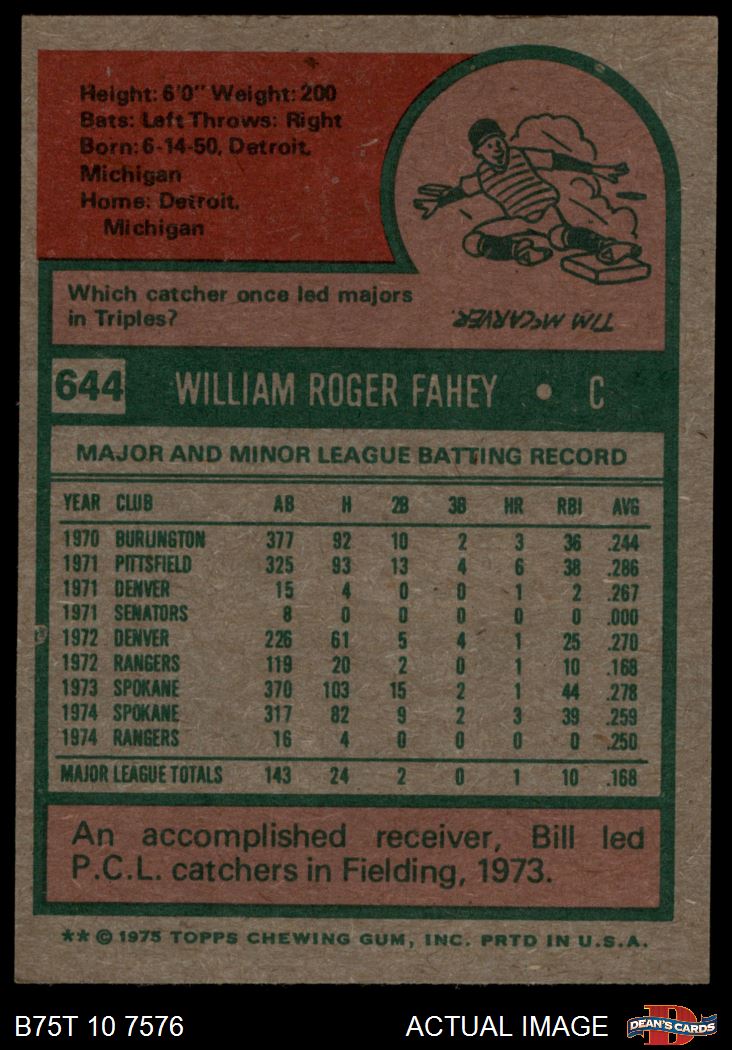 Height: 6'0" Weight: 200
Bats: Left Throws: Right
Born: 6-14-50, Detroit,
Michigan
Home: Detroit,
Michigan
Which catcher once led majors
in Triples?
TIM McCARVER.
644 WILLIAM ROGER FAHEY • C
MAJOR AND MINOR LEAGUE BATTING RECORD
YEAR CLUB AB H 2B 3B HR RBI AVG
1970 BURLINGTON 377 92 10 2 3 36 .244
1971 PITTSFIELD 325 93 13 4 6 38 .286
1971 DENVER 15 4 0 0 1 2 .267
1971 SENATORS 8 0 0 0 0 0 .000
1972 DENVER 226 61 5 4 1 25 .270
1972 RANGERS 119 20 2 0 1 10 .168
1973 SPOKANE 370 103 15 2 1 44 .278
1974 SPOKANE 317 82 9 2 3 39 .259
1974 RANGERS 16 4 0 0 0 0 .250
MAJOR LEAGUE TOTALS 143 24 2 0 1 10 .168
An accomplished receiver, Bill led
P.C.L. catchers in Fielding, 1973.
** © 1975 TOPPS CHEWING GUM, INC. PRTD IN U.S.A.
B75T 10 7576 ACTUAL IMAGE D DEAN'S CARDS